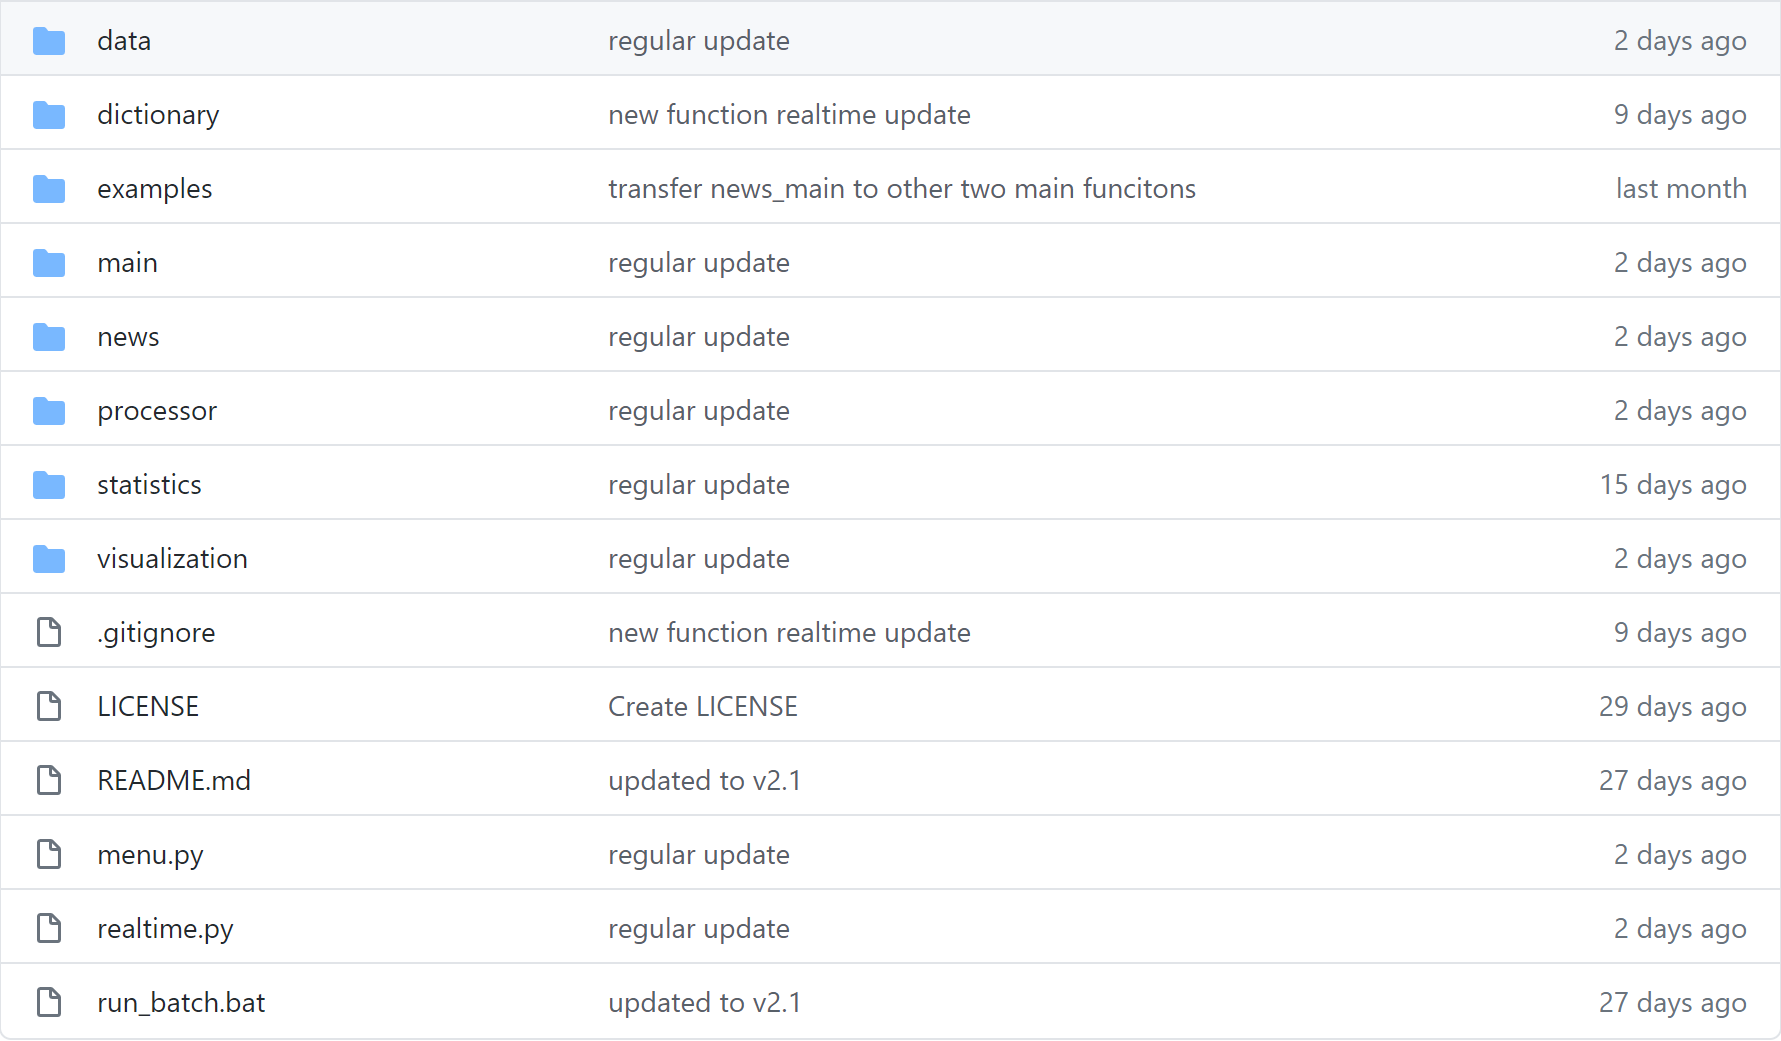 data regular update 2 days ago
dictionary new function realtime update 9 days ago
examples transfer news_main to other two main funcitons last month
main regular update 2 days ago
news regular update 2 days ago
processor regular update 2 days ago
statistics regular update 15 days ago
visualization regular update 2 days ago
.gitignore new function realtime update 9 days ago
LICENSE Create LICENSE 29 days ago
README.md updated to v2.1 27 days ago
menu.py regular update 2 days ago
realtime.py regular update 2 days ago
run_batch.bat updated to v2.1 27 days ago